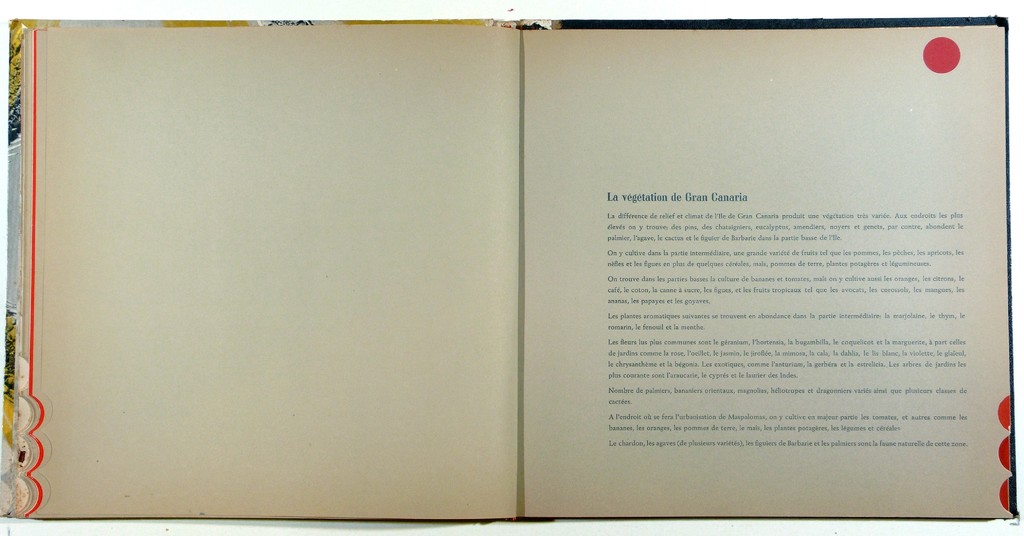 La végétation de Gran Canaria
La différence de relief et climat de l'Ile de Gran Canaria produit une végétation très variée. Aux endroits les plus
élevés on y trouve: des pins, des chataigniers, eucalyptus, amendiers, noyers et genets, par contre, abondent le
palmier, l'agave, le cactus et le figuier de Barbarie dans la partie basse de l'Ile.
On y cultive dans la partie intermédiaire, une grande variété de fruits tel que les pommes, les pêches, les apricots, les
nèfles et les figues en plus de quelques céréales, maïs, pommes de terre, plantes potagères et légumineuses.
On trouve dans les parties basses la culture de bananes et tomates, mais on y cultive aussi les oranges, les citrons, le
café, le coton, la canne à sucre, les figues, et les fruits tropicaux tel que les avocats, les corossols, les mangues, les
ananas, les papayes et les goyaves.
Les plantes aromatiques suivantes se trouvent en abondance dans la partie intermédiaire: la marjolaine, le thym, le
romarin, le fenouil et la menthe.
Les fleurs lus plus communes sont le géranium, l'hortensia, la bugambilla, le coquelicot et la marguerite, à part celles
de jardins comme la rose, l'oeillet, la jasmin, le jiroflée, le mimosa, la cala, la dahlia, le lis blanc, la violette, le glaïeul,
le chrysanthème et la bégonia. Les exotiques, comme l'anturium, la gerbera et la estrelicia. Les arbres de jardins les
plus courants sont l'araucarie, le cyprès et le laurier des Indes.
Nombre de palmiers, bananiers orientaux, magnolias, héliotropes et dragonniers variés ainsi que plusieurs classes de
cactées.
A l'endroit où se fera l'urbanisation de Maspalomas, on y cultive en majeur partie les tomates, et autres comme les
bananes, les oranges, les pommes de terre, le maïs, les plantes potagères, les légumes et céréales
Le chardon, les agaves (de plusieurs variétés), les figuiers de Barbarie et les palmiers sont la faune naturelle de cette zone.